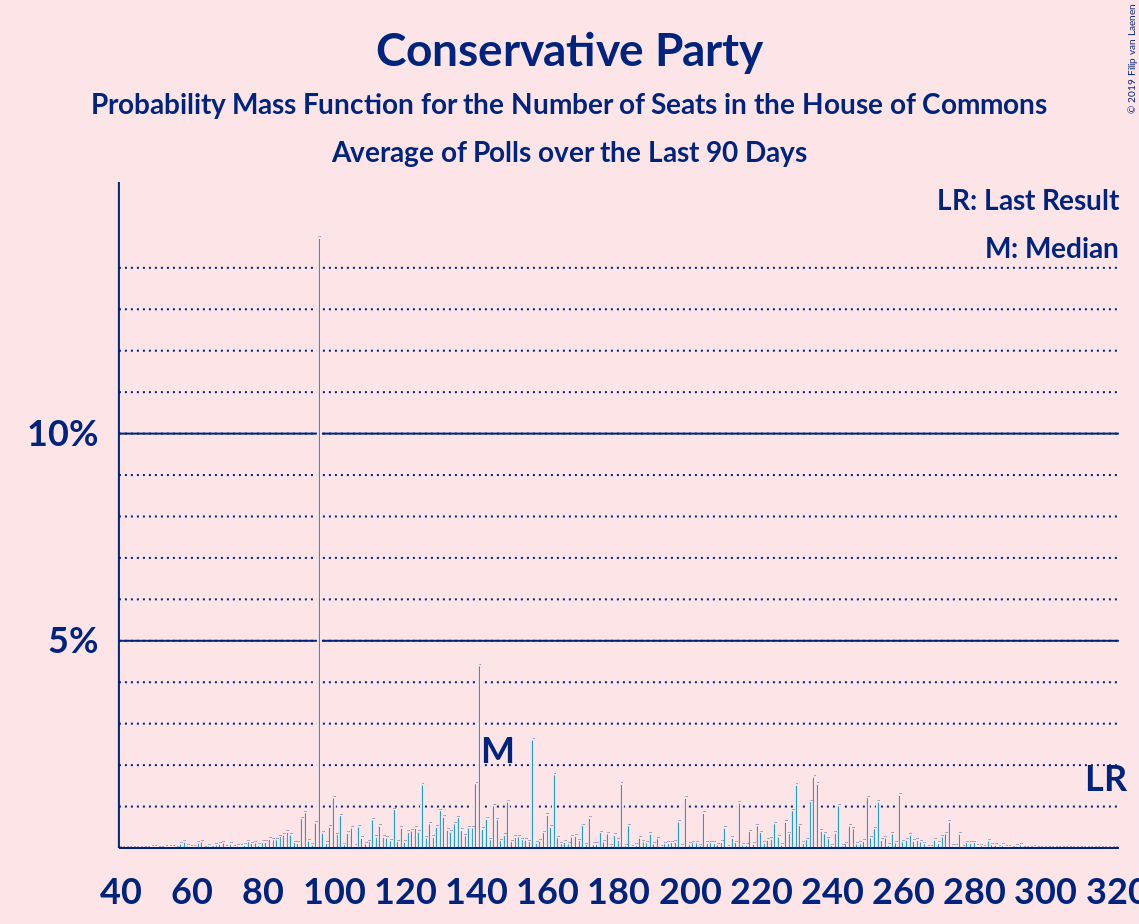 Conservative Party
Probability Mass Function for the Number of Seats in the House of Commons
Average of Polls over the Last 90 Days
© 2019 Filip van Laenen
LR: Last Result
M: Median
10%
5%
M
LR
40 60 80 100 120 140 160 180 200 220 240 260 280 300 320